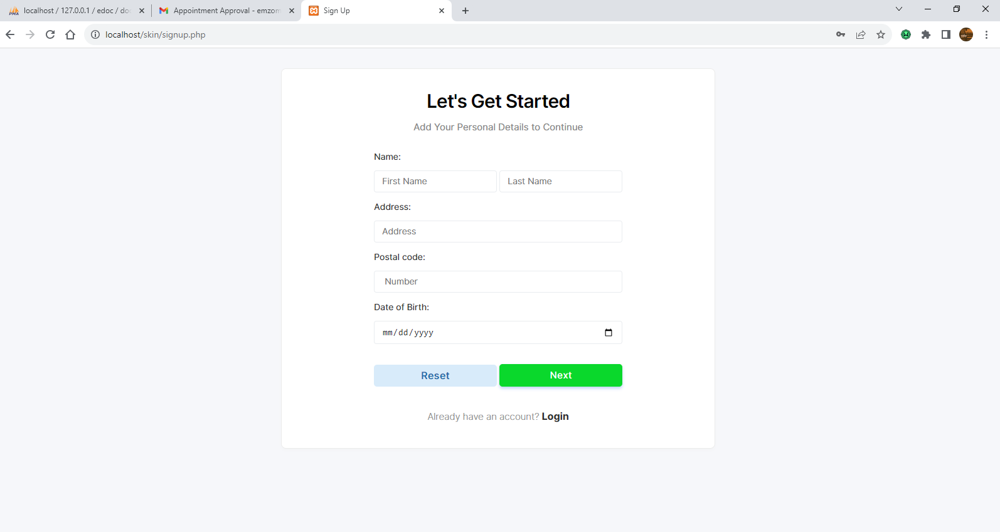 localhost / 127.0.0.1 / edoc / do
Appointment Approval - emzom
Sign Up
localhost/skin/signup.php
Let's Get Started
Add Your Personal Details to Continue
Name:
First Name Last Name
Address:
Address
Postal code:
Number
Date of Birth:
mm/dd/yyyy
Reset Next
Already have an account? Login